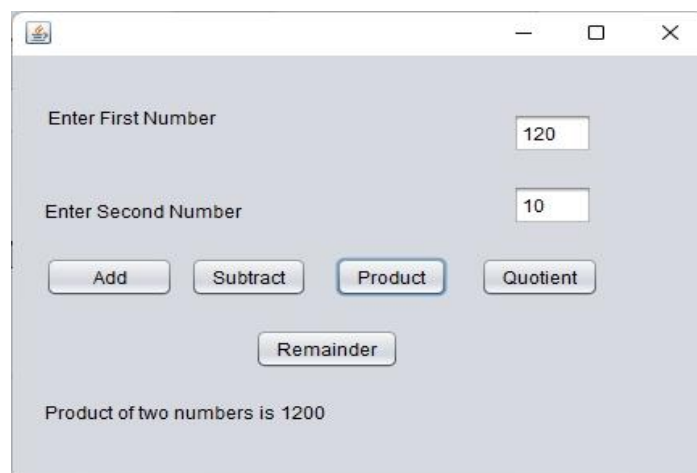 Enter First Number
120
Enter Second Number
10
Add
Subtract
Product
Quotient
Remainder
Product of two numbers is 1200